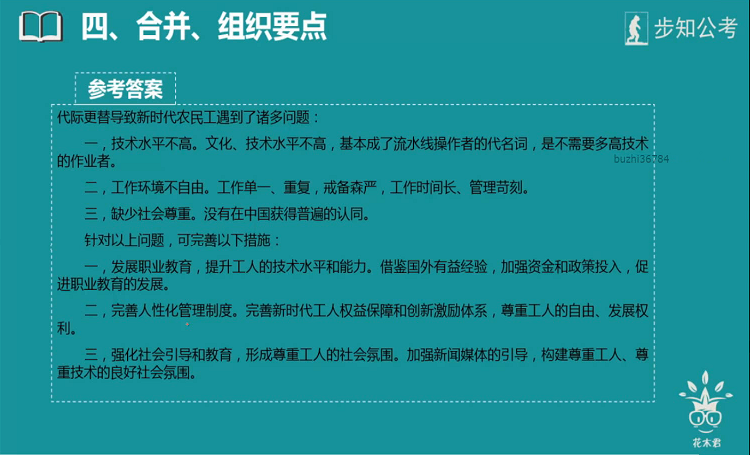 四、合并、组织要点
步知公考
参考答案
代际更替导致新时代农民工遇到了诸多问题：
一，技术水平不高。文化、技术水平不高，基本成了流水线操作者的代名词，是不需要多高技术
的作业者。
buzhi36784
二，工作环境不自由。工作单一、重复，戒备森严，工作时间长、管理苛刻。
三，缺少社会尊重。没有在中国获得普遍的认同。
针对以上问题，可完善以下措施：
一，发展职业教育，提升工人的技术水平和能力。借鉴国外有益经验，加强资金和政策投入，促
进职业教育的发展。
二，完善人性化管理制度。完善新时代工人权益保障和创新激励体系，尊重工人的自由、发展权
利。
三，强化社会引导和教育，形成尊重工人的社会氛围。加强新闻媒体的引导，构建尊重工人、尊
重技术的良好社会氛围。
花木君